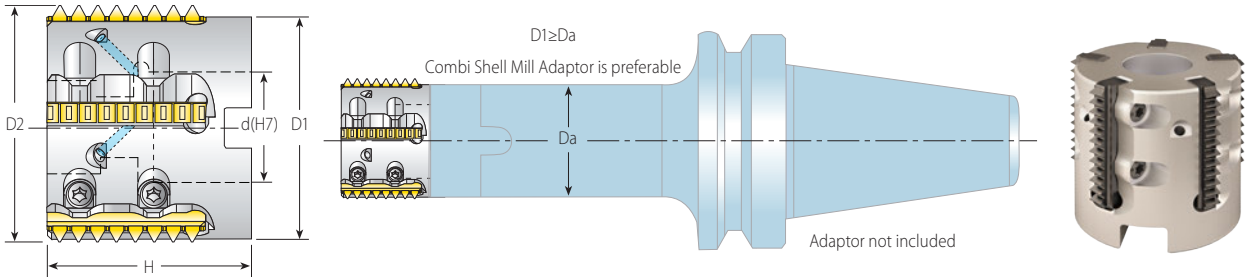 D2
d(H7)
D1
H
D1≥Da
Combi Shell Mill Adaptor is preferable
Da
Adaptor not included